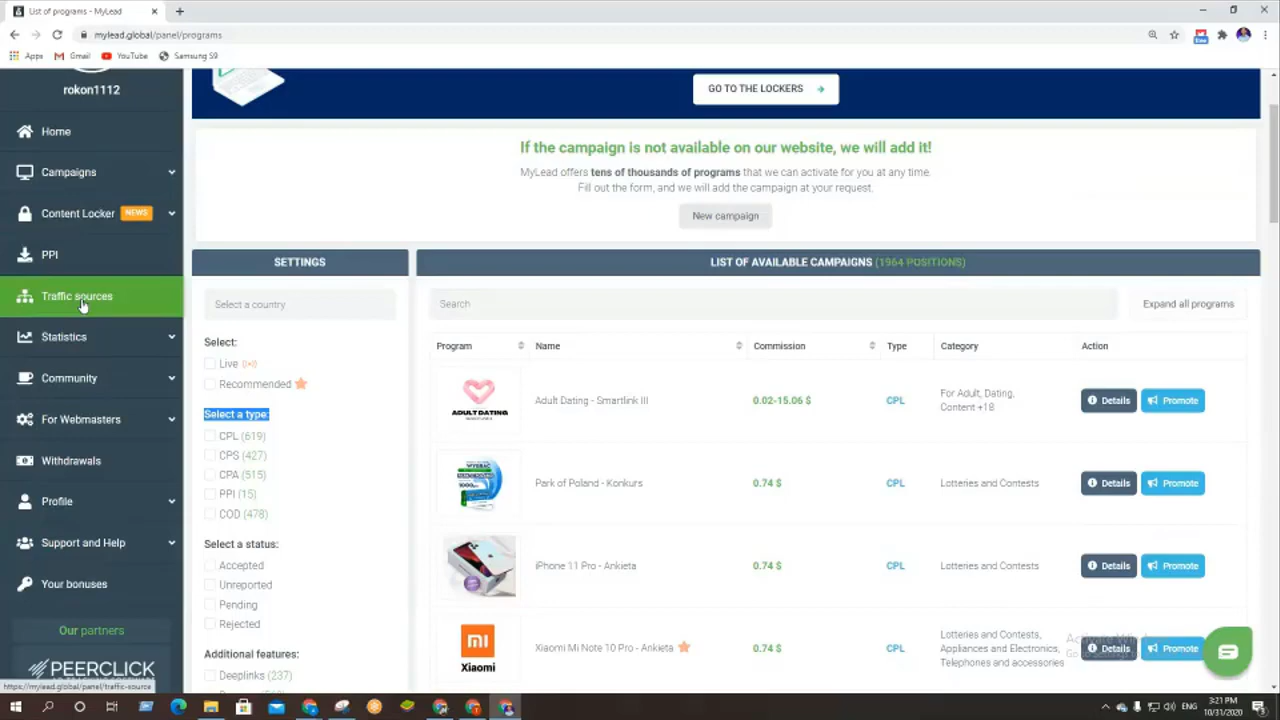 List of programs - MyLead
mylead.global/panel/programs
Apps
Gmail
YouTube
Samsung S9
rokon1112
Home
Campaigns
Content Locker NEWS
PPI
Traffic sources
Statistics
Community
For Webmasters
Withdrawals
Profile
Support and Help
Your bonuses
Our partners
PEERCLICK
https://mylead.global/panel/traffic-source
GO TO THE LOCKERS
If the campaign is not available on our website, we will add it!
MyLead offers tens of thousands of programs that we can activate for you at any time.
Fill out the form, and we will add the campaign at your request.
New campaign
SETTINGS
Select a country
Select:
Live
Recommended
Select a type:
CPL (619)
CPS (427)
CPA (515)
PPI (15)
COD (478)
Select a status:
Accepted
Unreported
Pending
Rejected
Additional features:
Deeplinks (237)
LIST OF AVAILABLE CAMPAIGNS (1964 POSITIONS)
Search
Expand all programs
Program Name Commission Type Category Action
ADULT DATING
Adult Dating - Smartlink III 0.02-15.06 $ CPL
For Adult, Dating,
Content +18
Details Promote
Park of Poland - Konkurs 0.74 $ CPL Lotteries and Contests Details Promote
iPhone 11 Pro - Ankieta 0.74 $ CPL Lotteries and Contests Details Promote
Xiaomi
Xiaomi Mi Note 10 Pro - Ankieta 0.74 $ CPL
Lotteries and Contests,
Appliances and Electronics,
Telephones and accessories
Details Promote
3:21 PM
10/31/2020